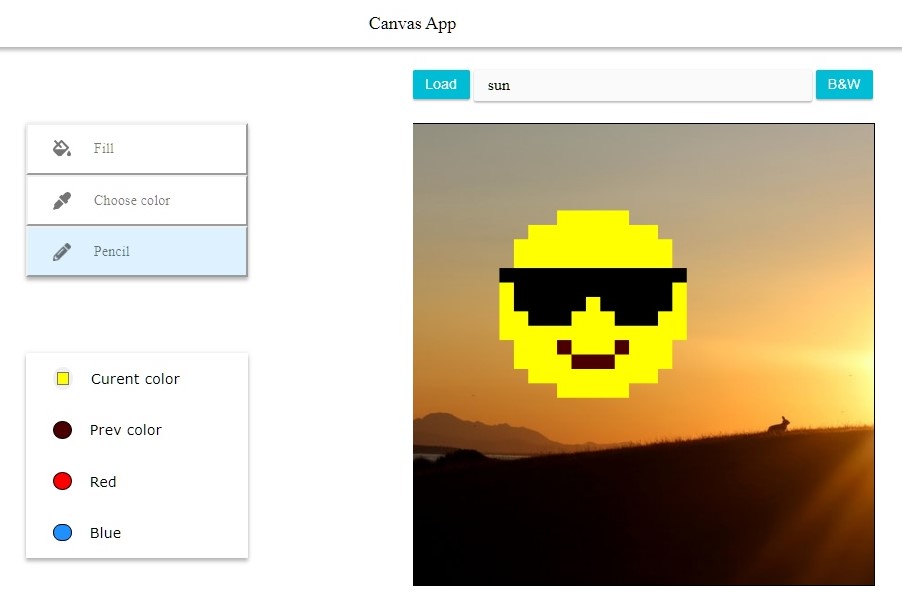 Canvas App
Load
sun
B&W
Fill
Choose color
Pencil
Curent color
Prev color
Red
Blue